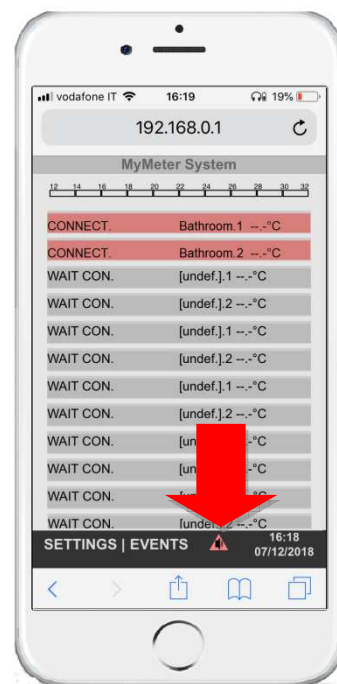 vodafone IT 16:19 19%
192.168.0.1
MyMeter System
12 14 16 18 20 22 24 26 28 30 32
CONNECT. Bathroom.1 --.-°C
CONNECT. Bathroom.2 --.-°C
WAIT CON. [undef.].1 --.-°C
WAIT CON. [undef.].2 --.-°C
WAIT CON. [undef.].1 --.-°C
WAIT CON. [undef.].2 --.-°C
WAIT CON. [undef.].1 --.-°C
WAIT CON. [undef.].2 --.-°C
WAIT CON. -°C
WAIT CON. -°C
WAIT CON. °C
WAIT CON. --.-°C
SETTINGS | EVENTS 16:18
07/12/2018